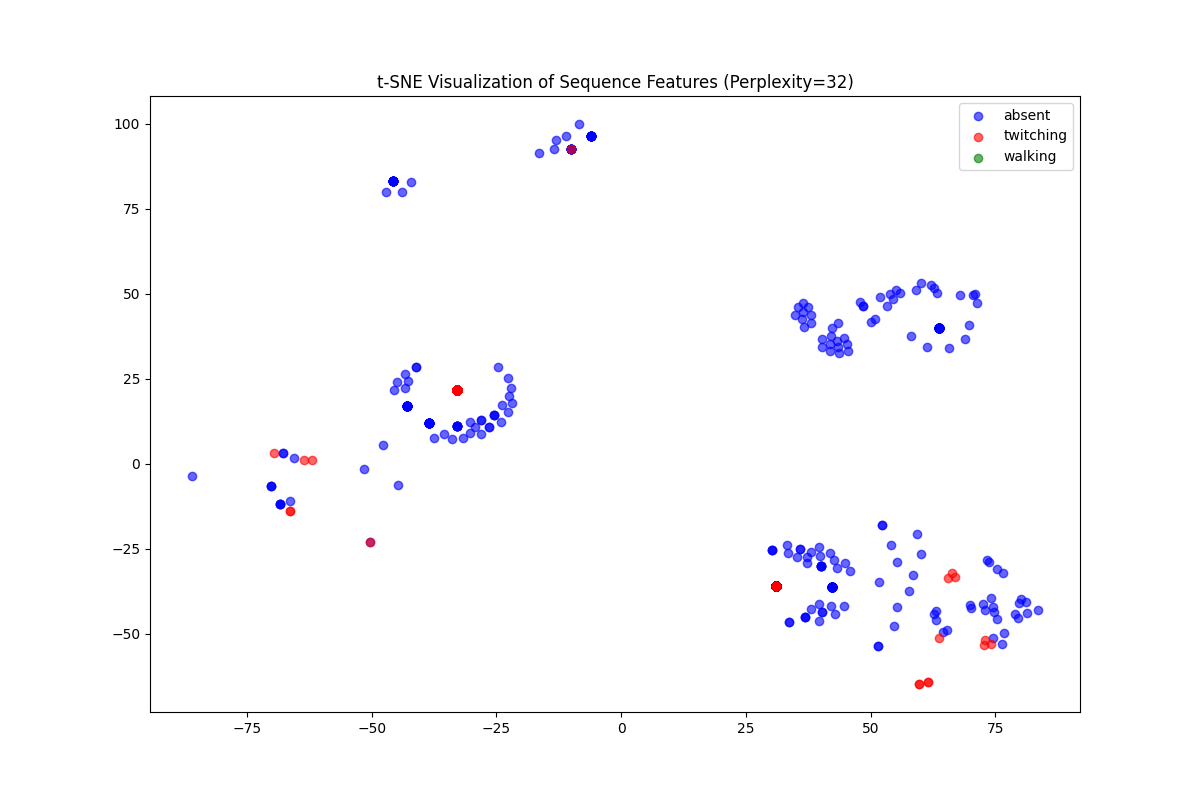 t-SNE Visualization of Sequence Features (Perplexity=32)
absent
twitching
walking
100
75
50
25
0
−25
−50
−75 −50 −25 0 25 50 75